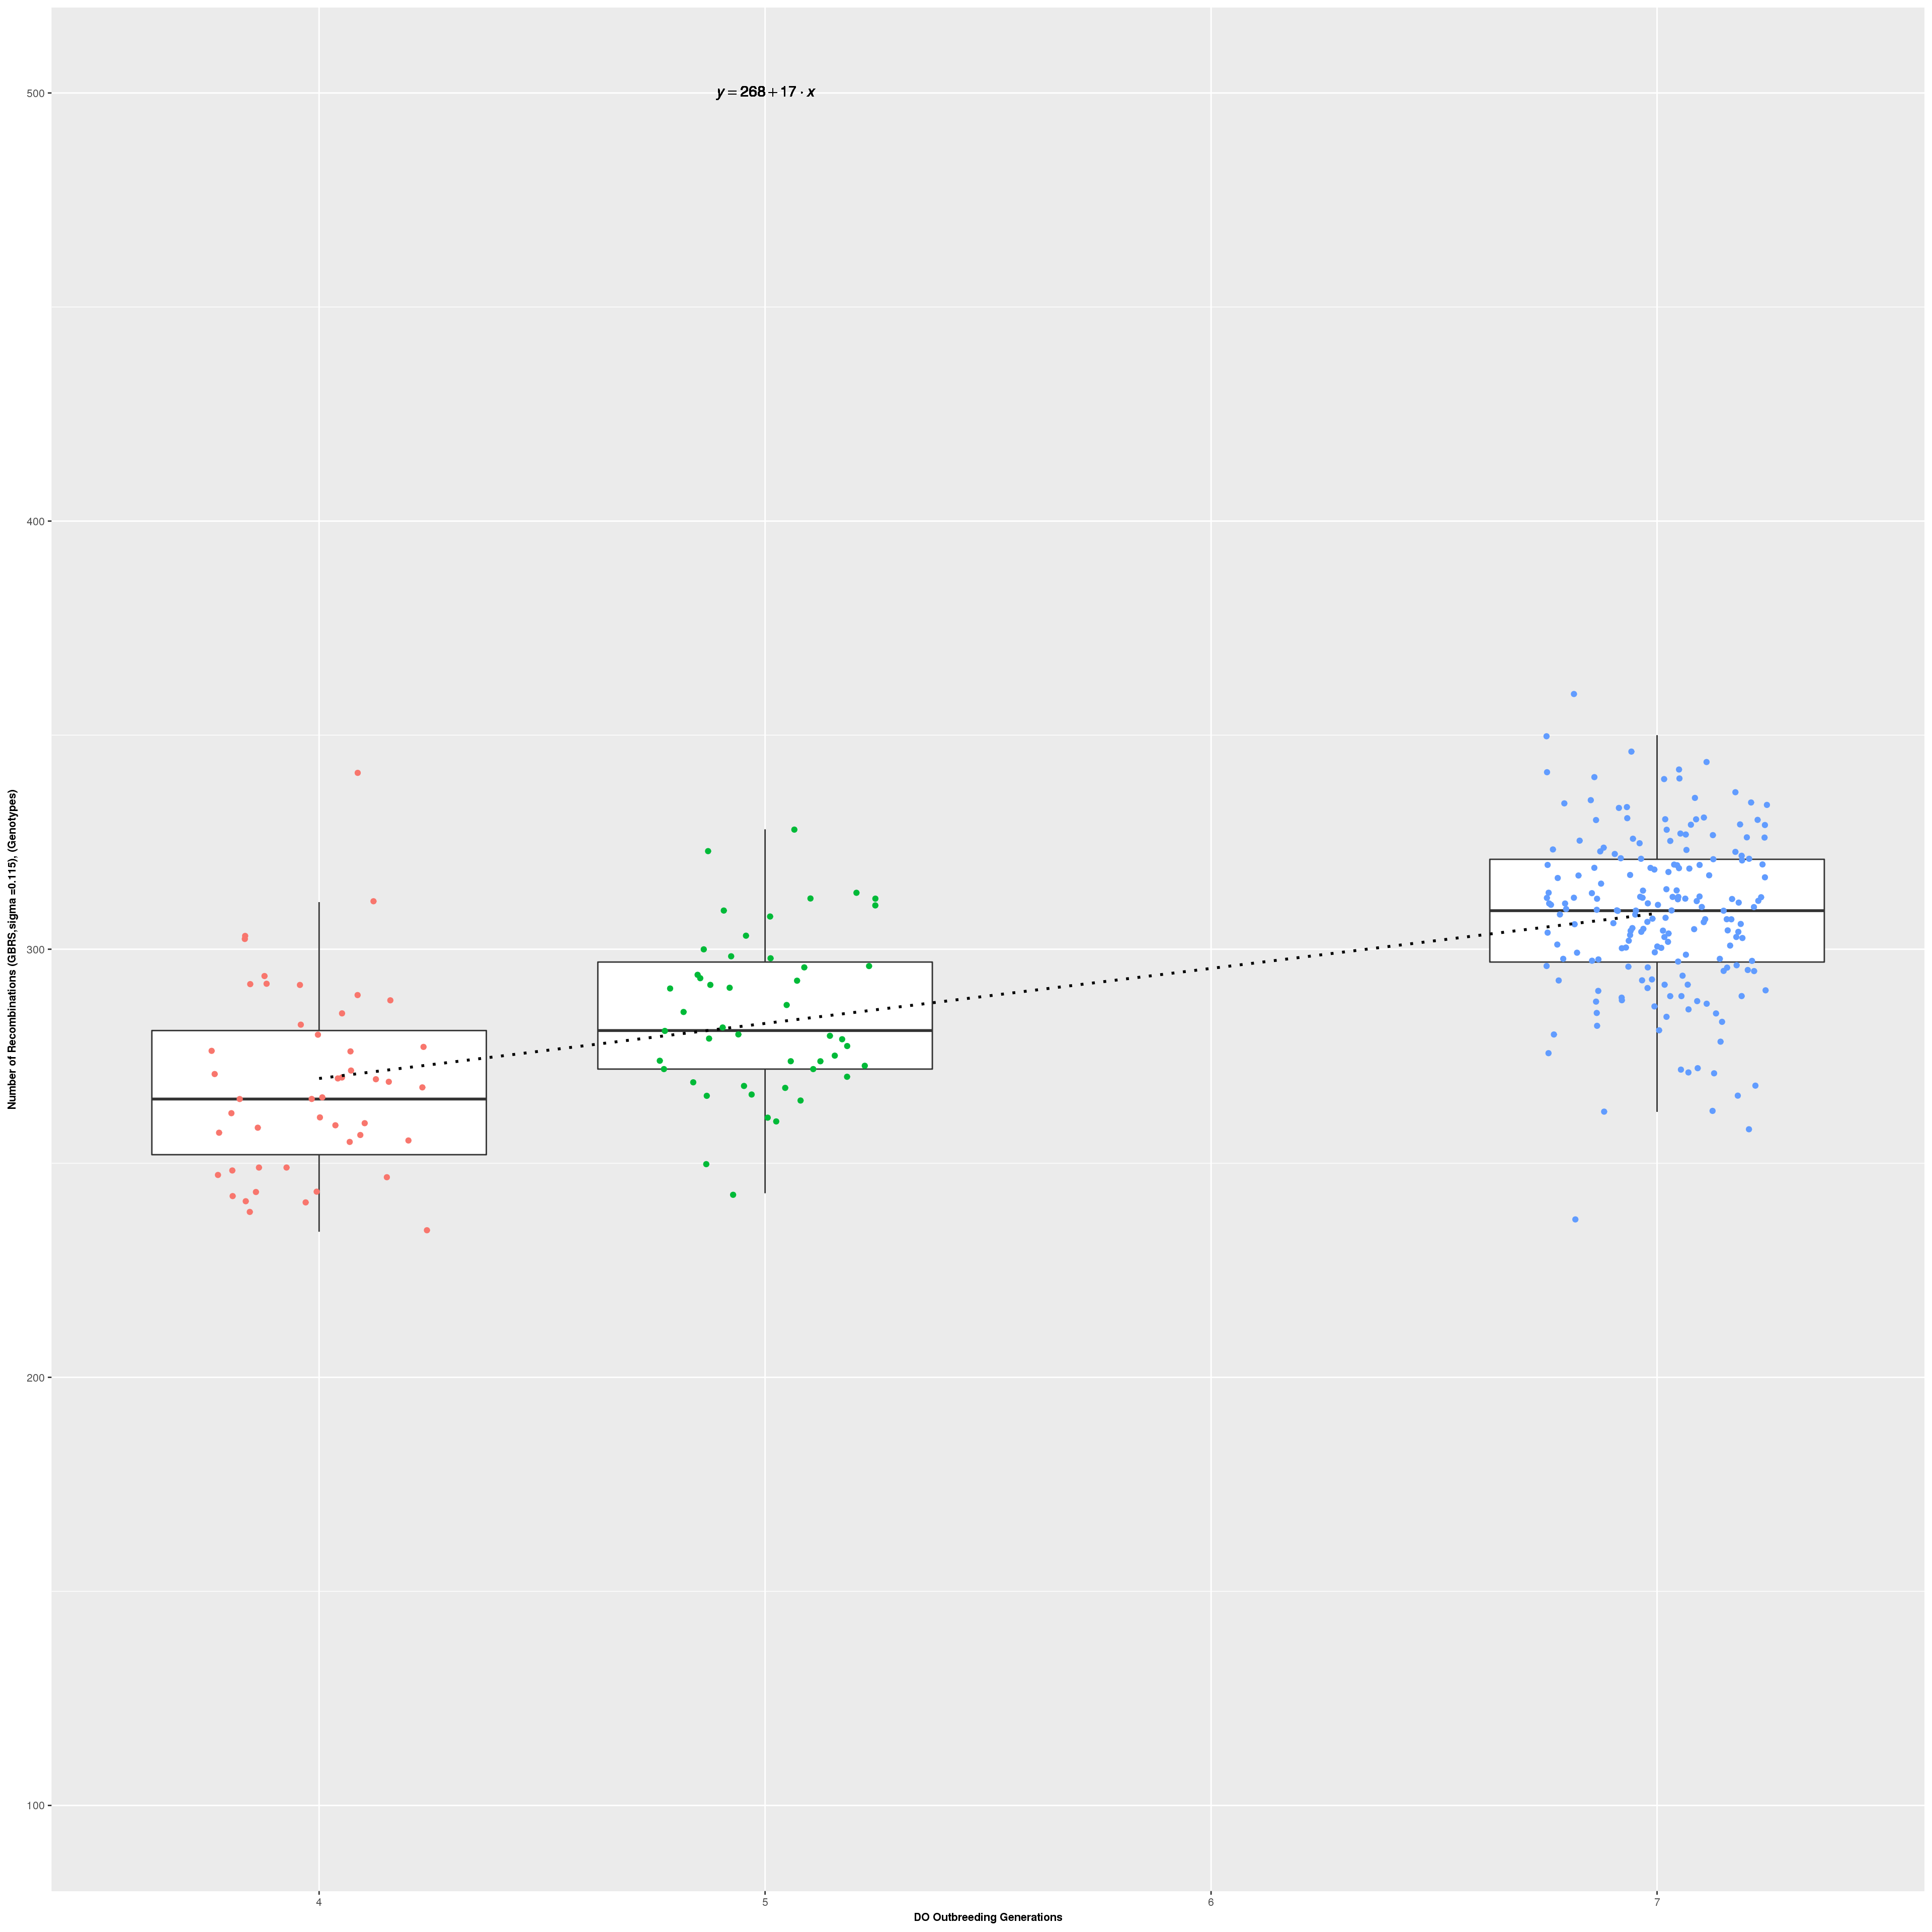 y = 268 + 17 · x
500
400
300
200
100
Number of Recombinations (GBRS,sigma =0.115), (Genotypes)
4 5 6 7
DO Outbreeding Generations